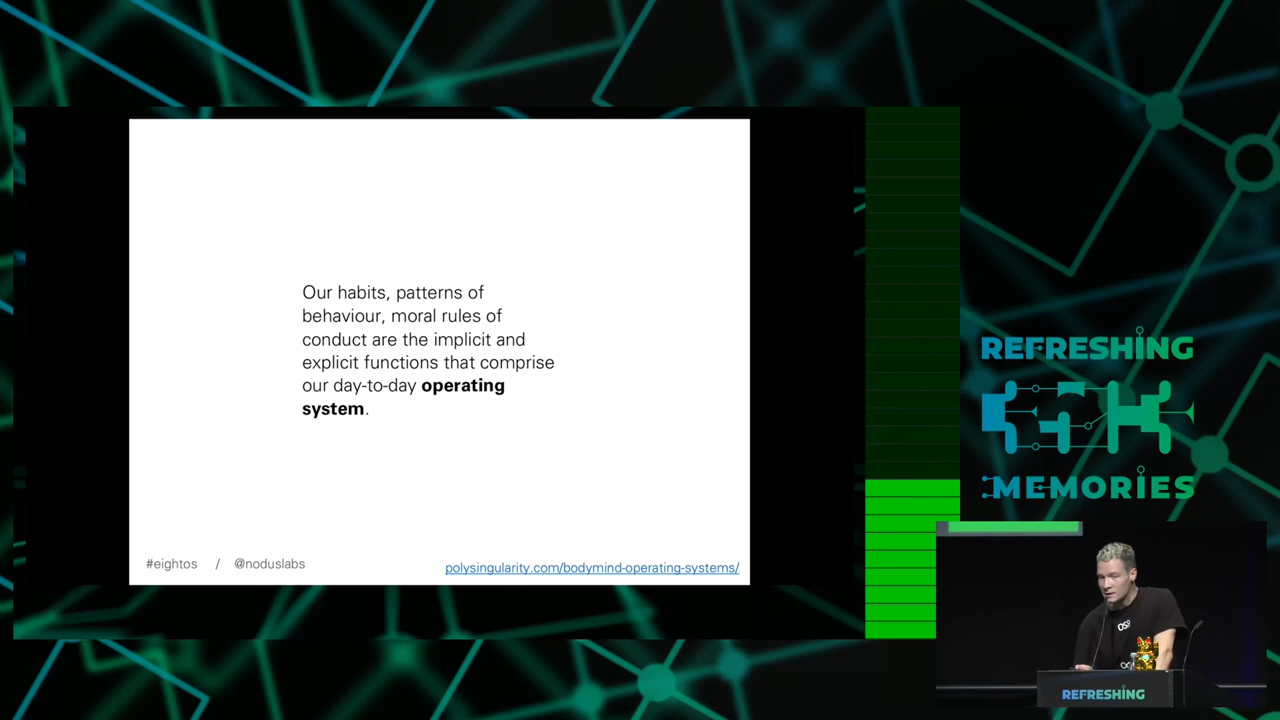 Our habits, patterns of
behaviour, moral rules of
conduct are the implicit and
explicit functions that comprise
our day-to-day operating
system.
#eightos / @noduslabs
polysingularity.com/bodymind-operating-systems/
REFRESHING
35C3
MEMORIES
REFRESHING